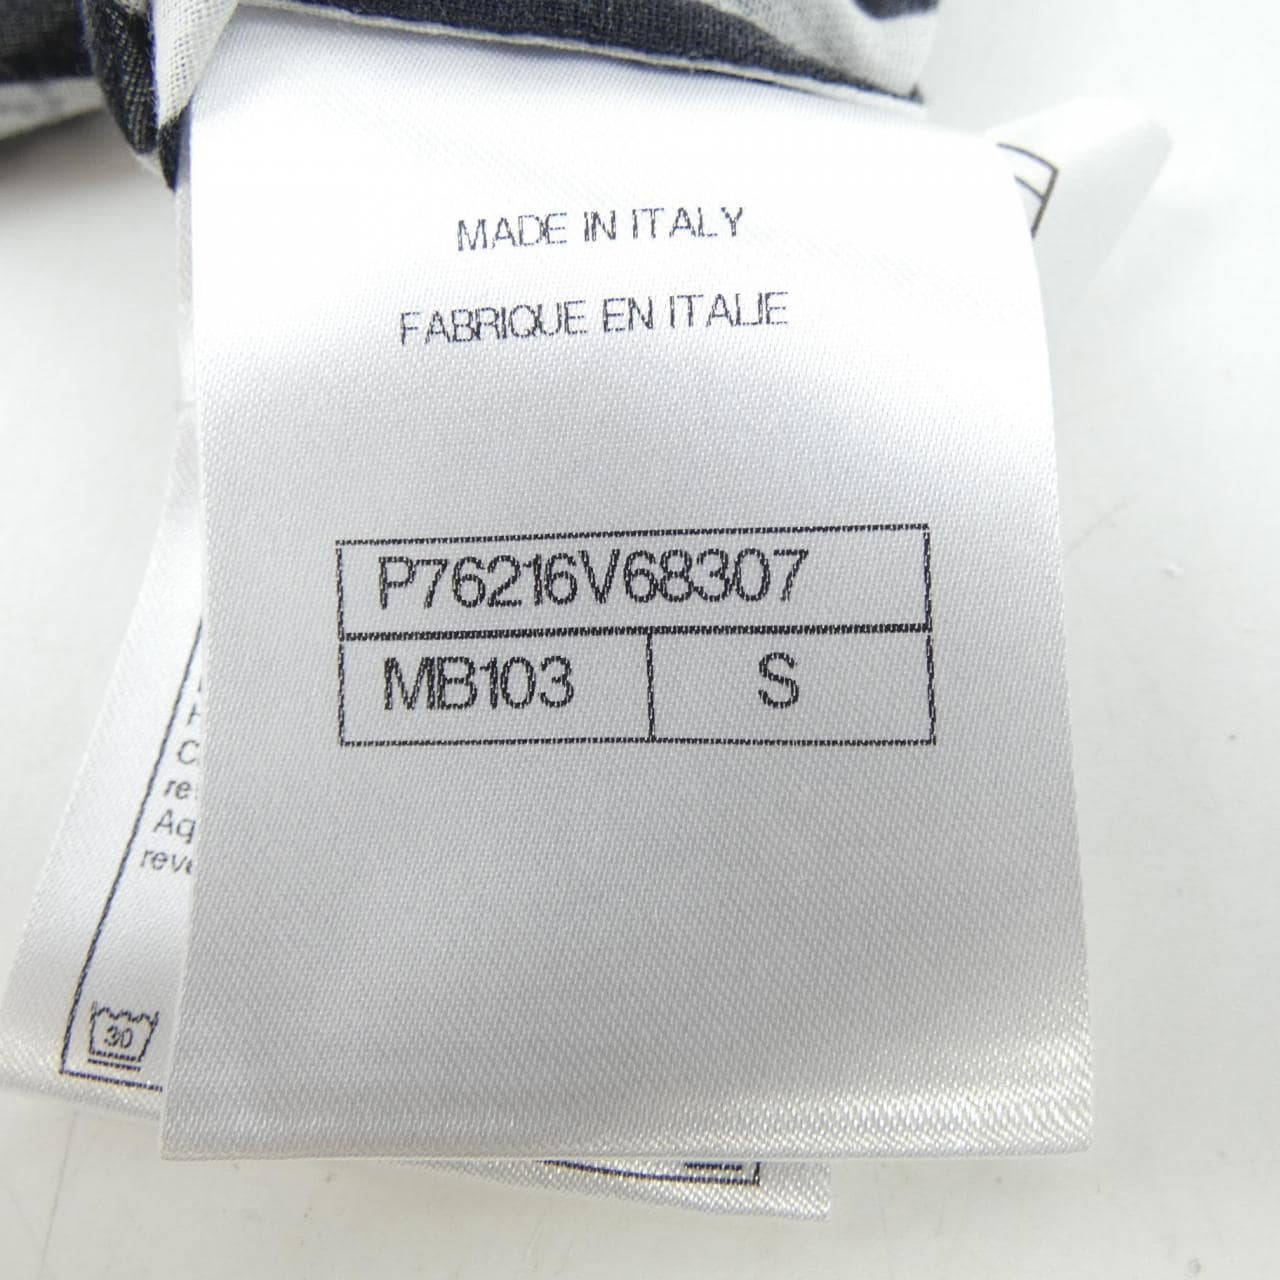 MADE IN ITALY
FABRIQUE EN ITALIE
P76216V68307
MB103 S
30